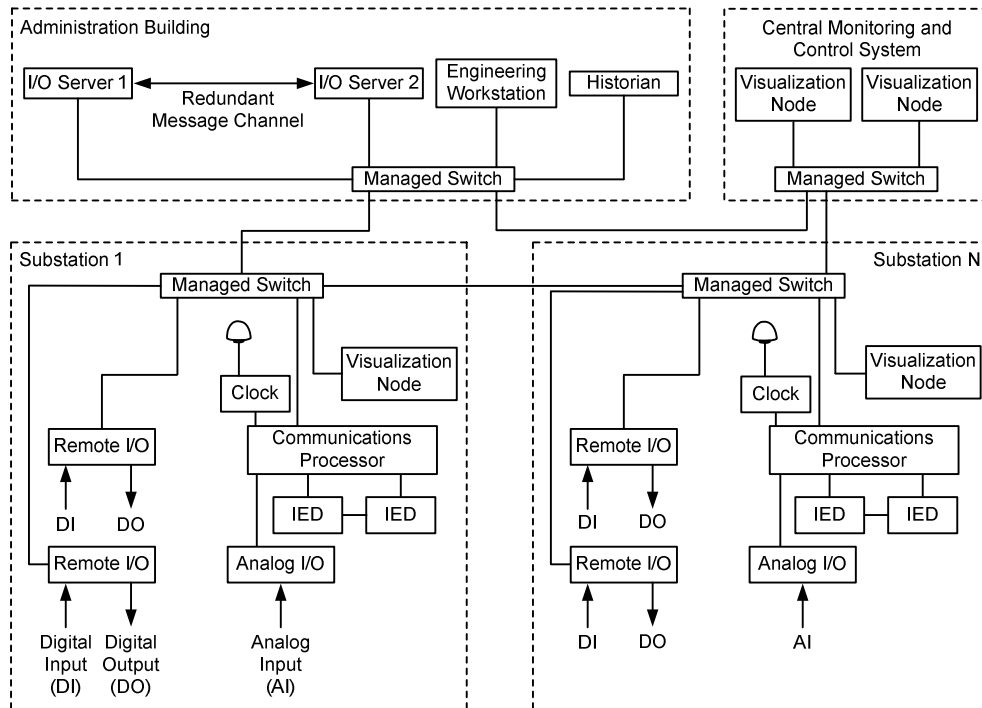 Administration Building
I/O Server 1
I/O Server 2
Redundant
Message Channel
Engineering
Workstation
Historian
Managed Switch
Central Monitoring and
Control System
Visualization
Node
Visualization
Node
Managed Switch
Substation 1
Managed Switch
Visualization
Node
Clock
Remote I/O
Communications
Processor
DI
DO
IED
IED
Remote I/O
Analog I/O
Digital
Input
(DI)
Digital
Output
(DO)
Analog
Input
(AI)
Substation N
Managed Switch
Visualization
Node
Clock
Remote I/O
Communications
Processor
DI
DO
IED
IED
Remote I/O
Analog I/O
DI
DO
AI